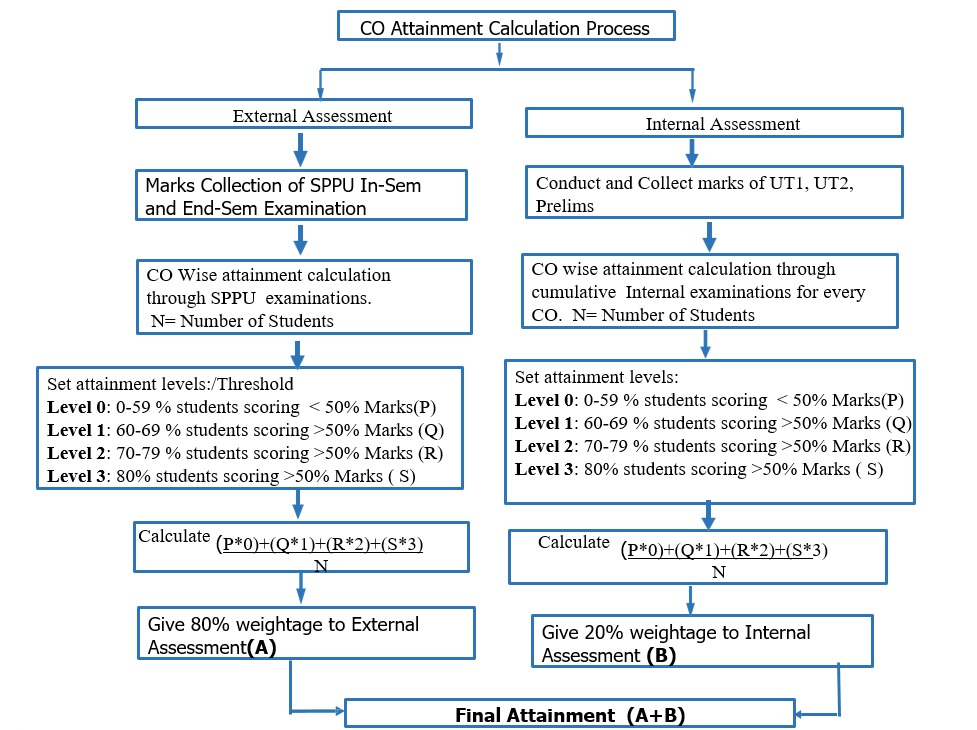 CO Attainment Calculation Process
External Assessment
Marks Collection of SPPU In-Sem
and End-Sem Examination
CO Wise attainment calculation
through SPPU examinations.
N= Number of Students
Set attainment levels:/Threshold
Level 0: 0-59 % students scoring < 50% Marks(P)
Level 1: 60-69 % students scoring >50% Marks (Q)
Level 2: 70-79 % students scoring >50% Marks (R)
Level 3: 80% students scoring >50% Marks ( S)
Calculate (P*0)+(Q*1)+(R*2)+(S*3)
N
Give 80% weightage to External
Assessment(A)
Internal Assessment
Conduct and Collect marks of UT1, UT2,
Prelims
CO wise attainment calculation through
cumulative Internal examinations for every
CO. N= Number of Students
Set attainment levels:
Level 0: 0-59 % students scoring < 50% Marks(P)
Level 1: 60-69 % students scoring >50% Marks (Q)
Level 2: 70-79 % students scoring >50% Marks (R)
Level 3: 80% students scoring >50% Marks ( S)
Calculate (P*0)+(Q*1)+(R*2)+(S*3)
N
Give 20% weightage to Internal
Assessment (B)
Final Attainment (A+B)